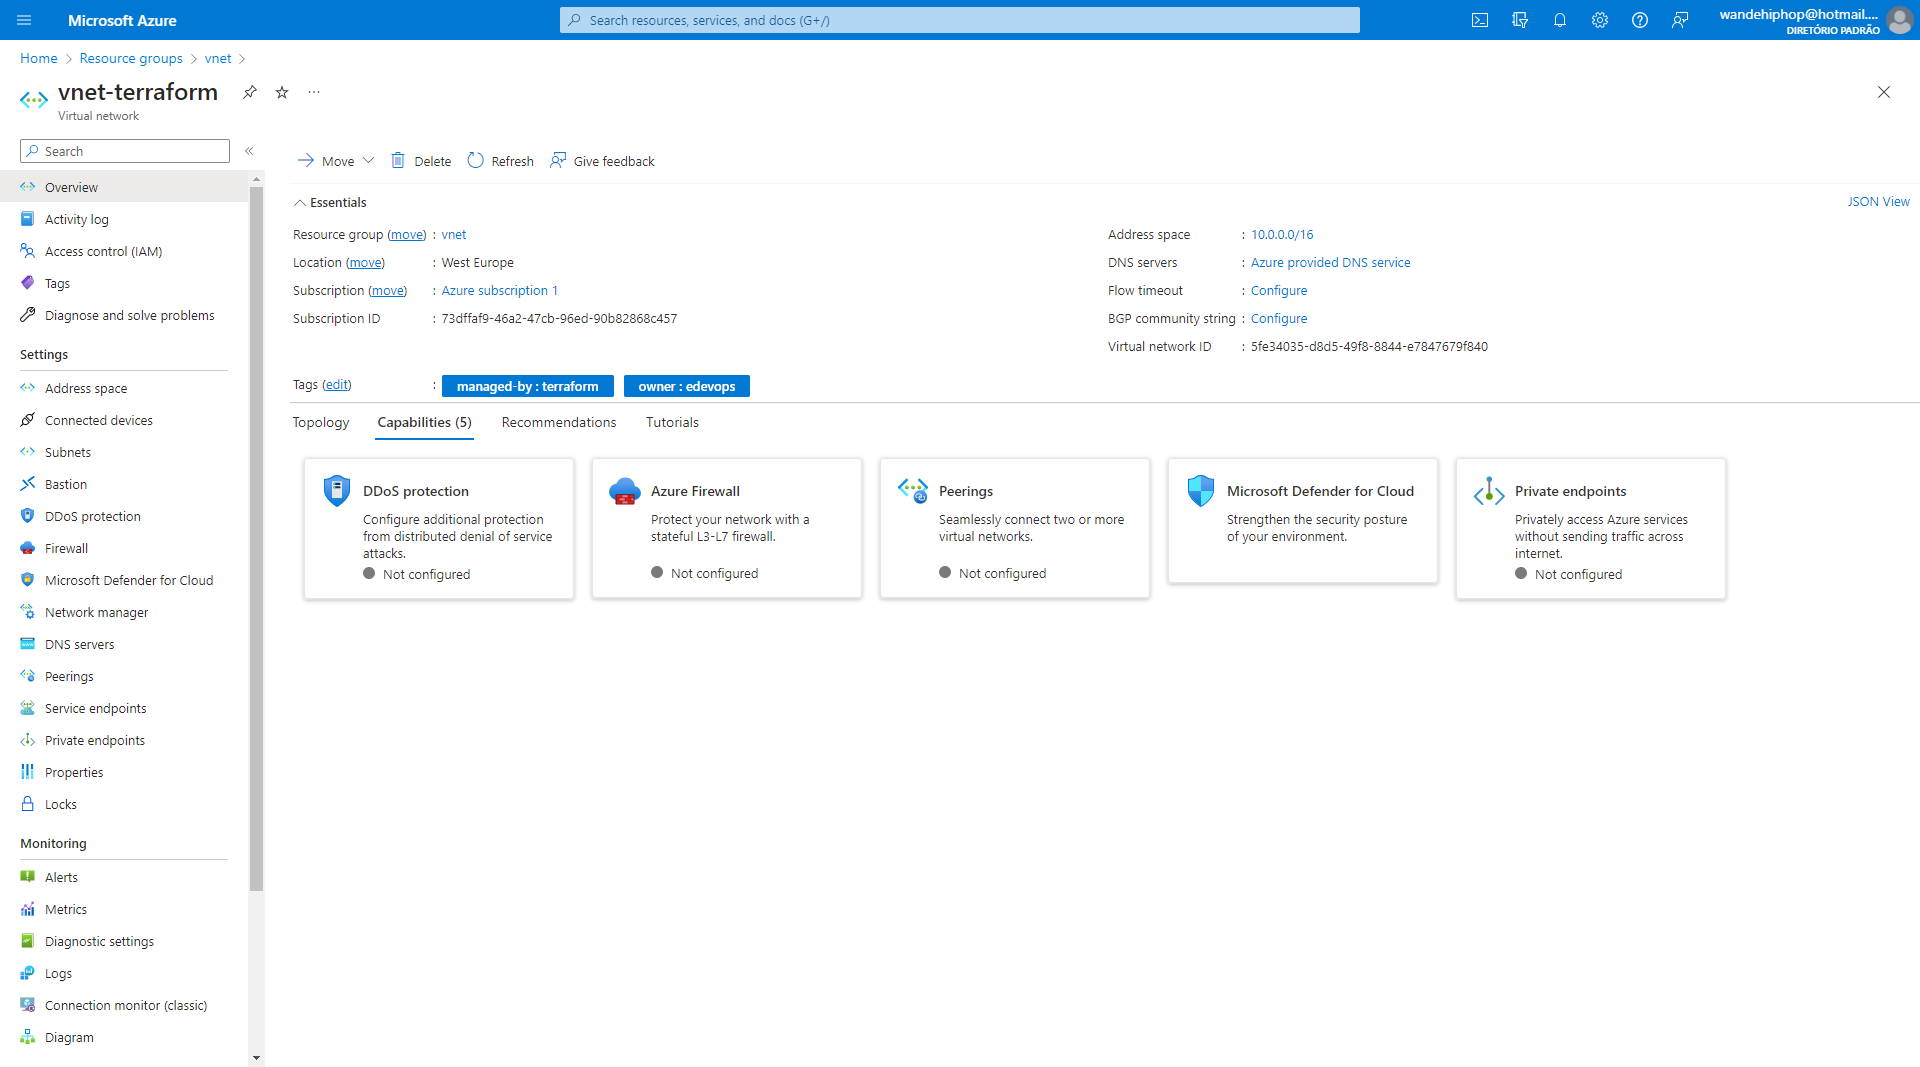 Microsoft Azure
Search resources, services, and docs (G+/)
wandehiphop@hotmail....
DIRETÓRIO PADRÃO
Home > Resource groups > vnet >
vnet-terraform
Virtual network
Search
Move
Delete
Refresh
Give feedback
Overview
Activity log
Access control (IAM)
Tags
Diagnose and solve problems
Settings
Address space
Connected devices
Subnets
Bastion
DDoS protection
Firewall
Microsoft Defender for Cloud
Network manager
DNS servers
Peerings
Service endpoints
Private endpoints
Properties
Locks
Monitoring
Alerts
Metrics
Diagnostic settings
Logs
Connection monitor (classic)
Diagram
Essentials
JSON View
Resource group (move) : vnet
Location (move) : West Europe
Subscription (move) : Azure subscription 1
Subscription ID : 73dffaf9-46a2-47cb-96ed-90b82868c457
Address space : 10.0.0.0/16
DNS servers : Azure provided DNS service
Flow timeout : Configure
BGP community string : Configure
Virtual network ID : 5fe34035-d8d5-49f8-8844-e7847679f840
Tags (edit) : managed-by : terraform owner : edevops
Topology
Capabilities (5)
Recommendations
Tutorials
DDoS protection
Configure additional protection
from distributed denial of service
attacks.
Not configured
Azure Firewall
Protect your network with a
stateful L3-L7 firewall.
Not configured
Peerings
Seamlessly connect two or more
virtual networks.
Not configured
Microsoft Defender for Cloud
Strengthen the security posture
of your environment.
Private endpoints
Privately access Azure services
without sending traffic across
internet.
Not configured